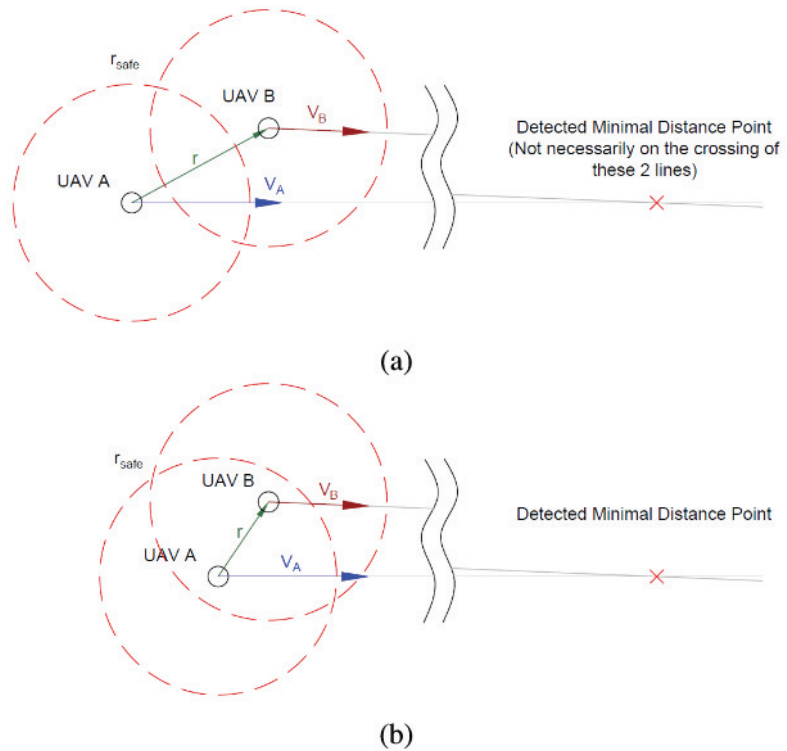 r_safe
UAV B
V_B
r
UAV A
V_A
Detected Minimal Distance Point
(Not necessarily on the crossing of
these 2 lines)
(a)
r_safe
UAV B
V_B
r
UAV A
V_A
Detected Minimal Distance Point
(b)